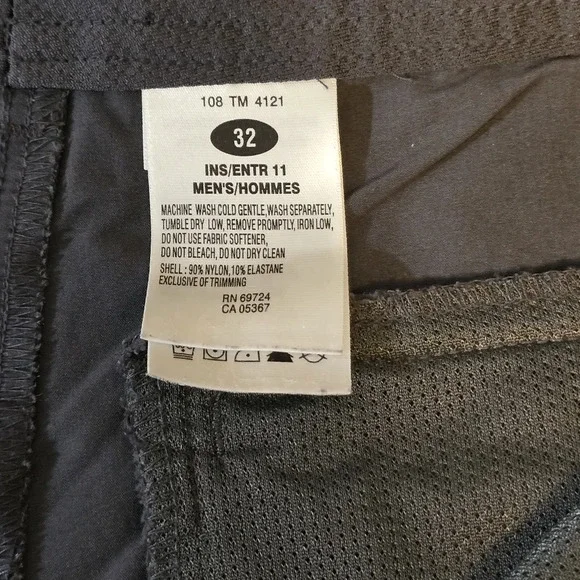 108 TM 4121
32
INS/ENTR 11
MEN'S/HOMMES
MACHINE WASH COLD GENTLE,WASH SEPARATELY,
TUMBLE DRY LOW, REMOVE PROMPTLY, IRON LOW,
DO NOT USE FABRIC SOFTENER,
DO NOT BLEACH, DO NOT DRY CLEAN
SHELL : 90% NYLON,10% ELASTANE
EXCLUSIVE OF TRIMMING
RN 69724
CA 05367